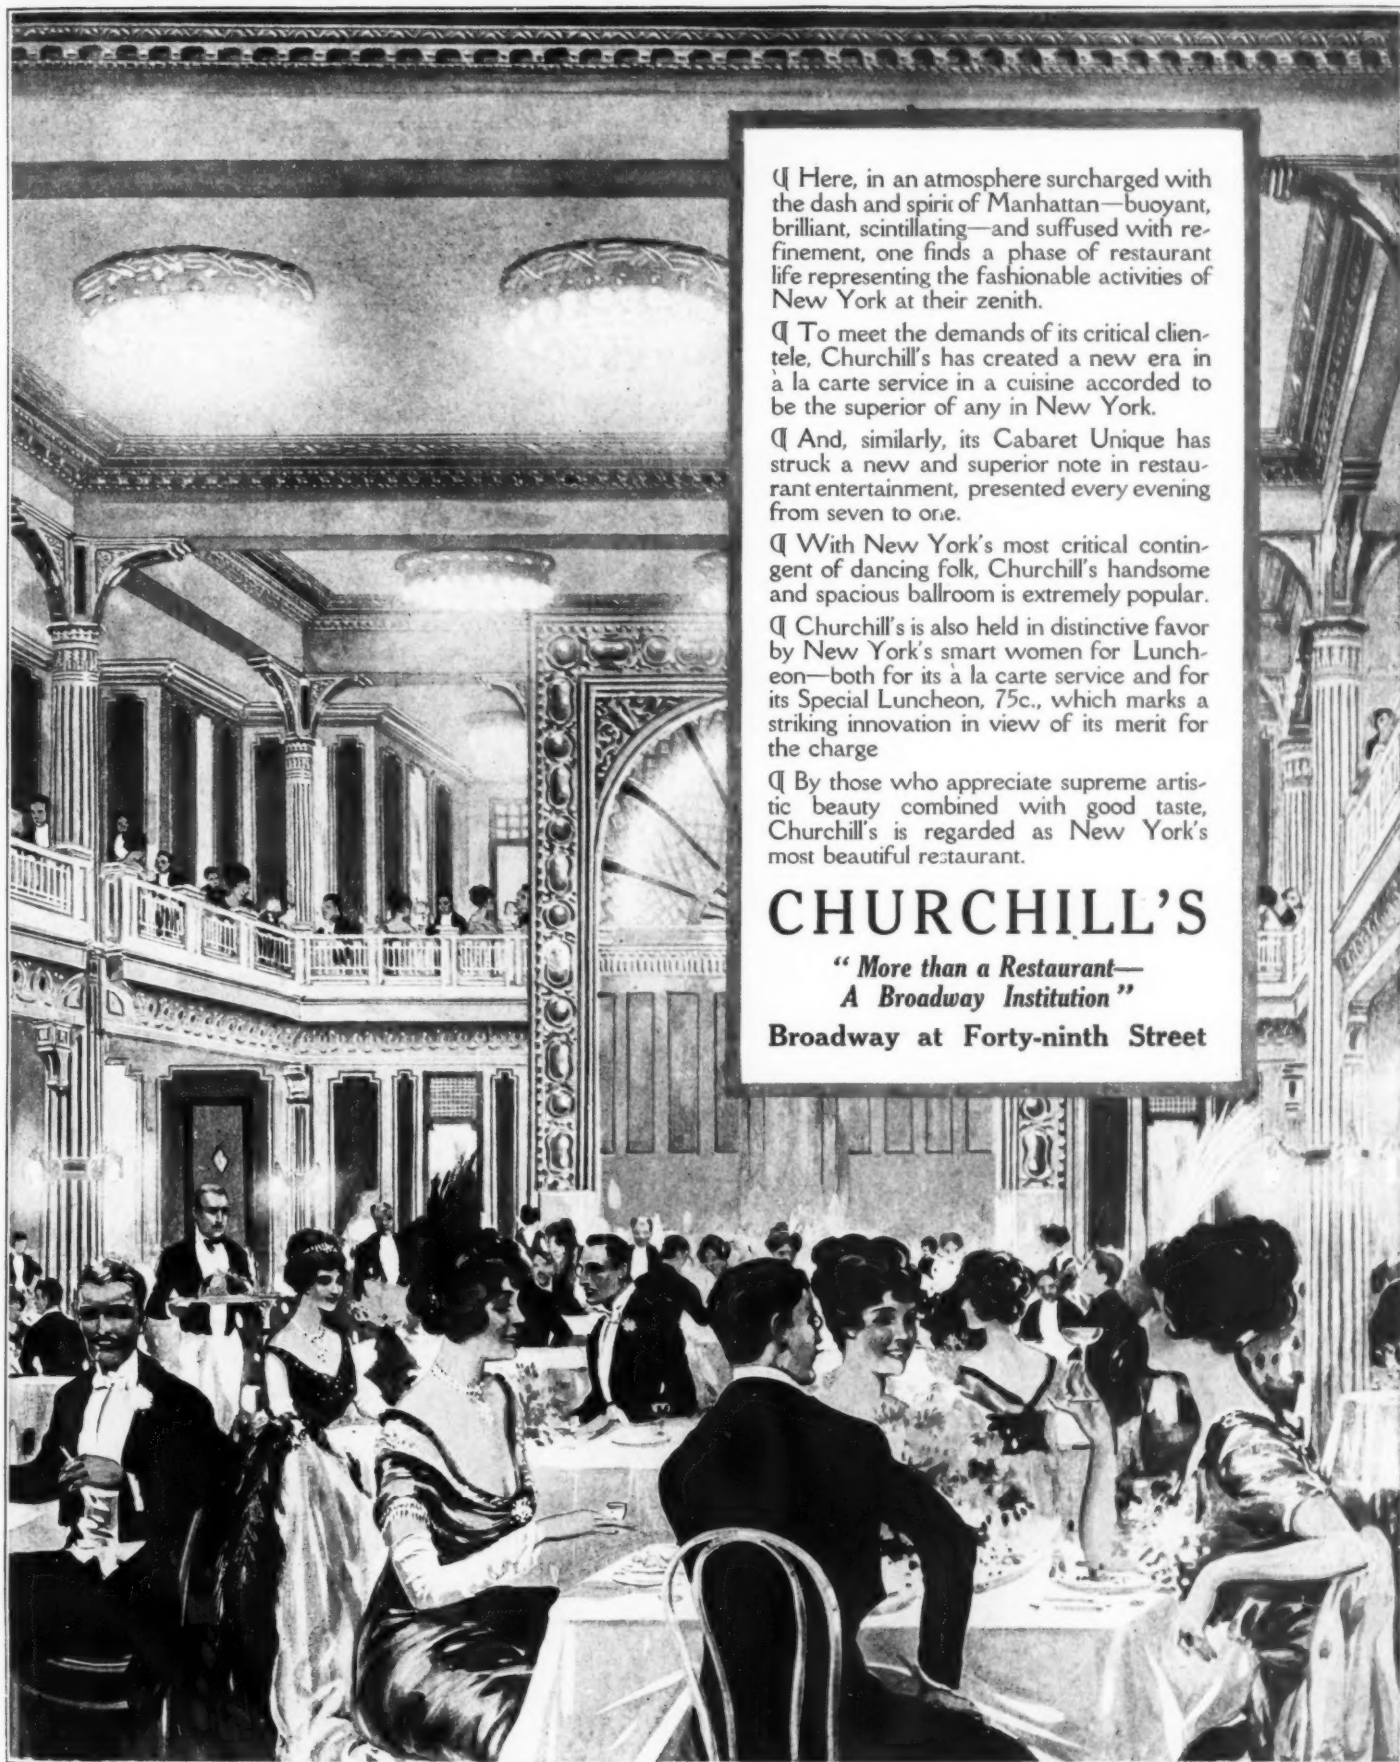 ¶ Here, in an atmosphere surcharged with
the dash and spirit of Manhattan—buoyant,
brilliant, scintillating—and suffused with re-
finement, one finds a phase of restaurant
life representing the fashionable activities of
New York at their zenith.
¶ To meet the demands of its critical clien-
tele, Churchill's has created a new era in
à la carte service in a cuisine accorded to
be the superior of any in New York.
¶ And, similarly, its Cabaret Unique has
struck a new and superior note in restau-
rant entertainment, presented every evening
from seven to one.
¶ With New York's most critical contin-
gent of dancing folk, Churchill's handsome
and spacious ballroom is extremely popular.
¶ Churchill's is also held in distinctive favor
by New York's smart women for Lunch-
eon—both for its à la carte service and for
its Special Luncheon, 75c., which marks a
striking innovation in view of its merit for
the charge
¶ By those who appreciate supreme artis-
tic beauty combined with good taste,
Churchill's is regarded as New York's
most beautiful restaurant.
CHURCHILL'S
“ More than a Restaurant—
A Broadway Institution ”
Broadway at Forty-ninth Street